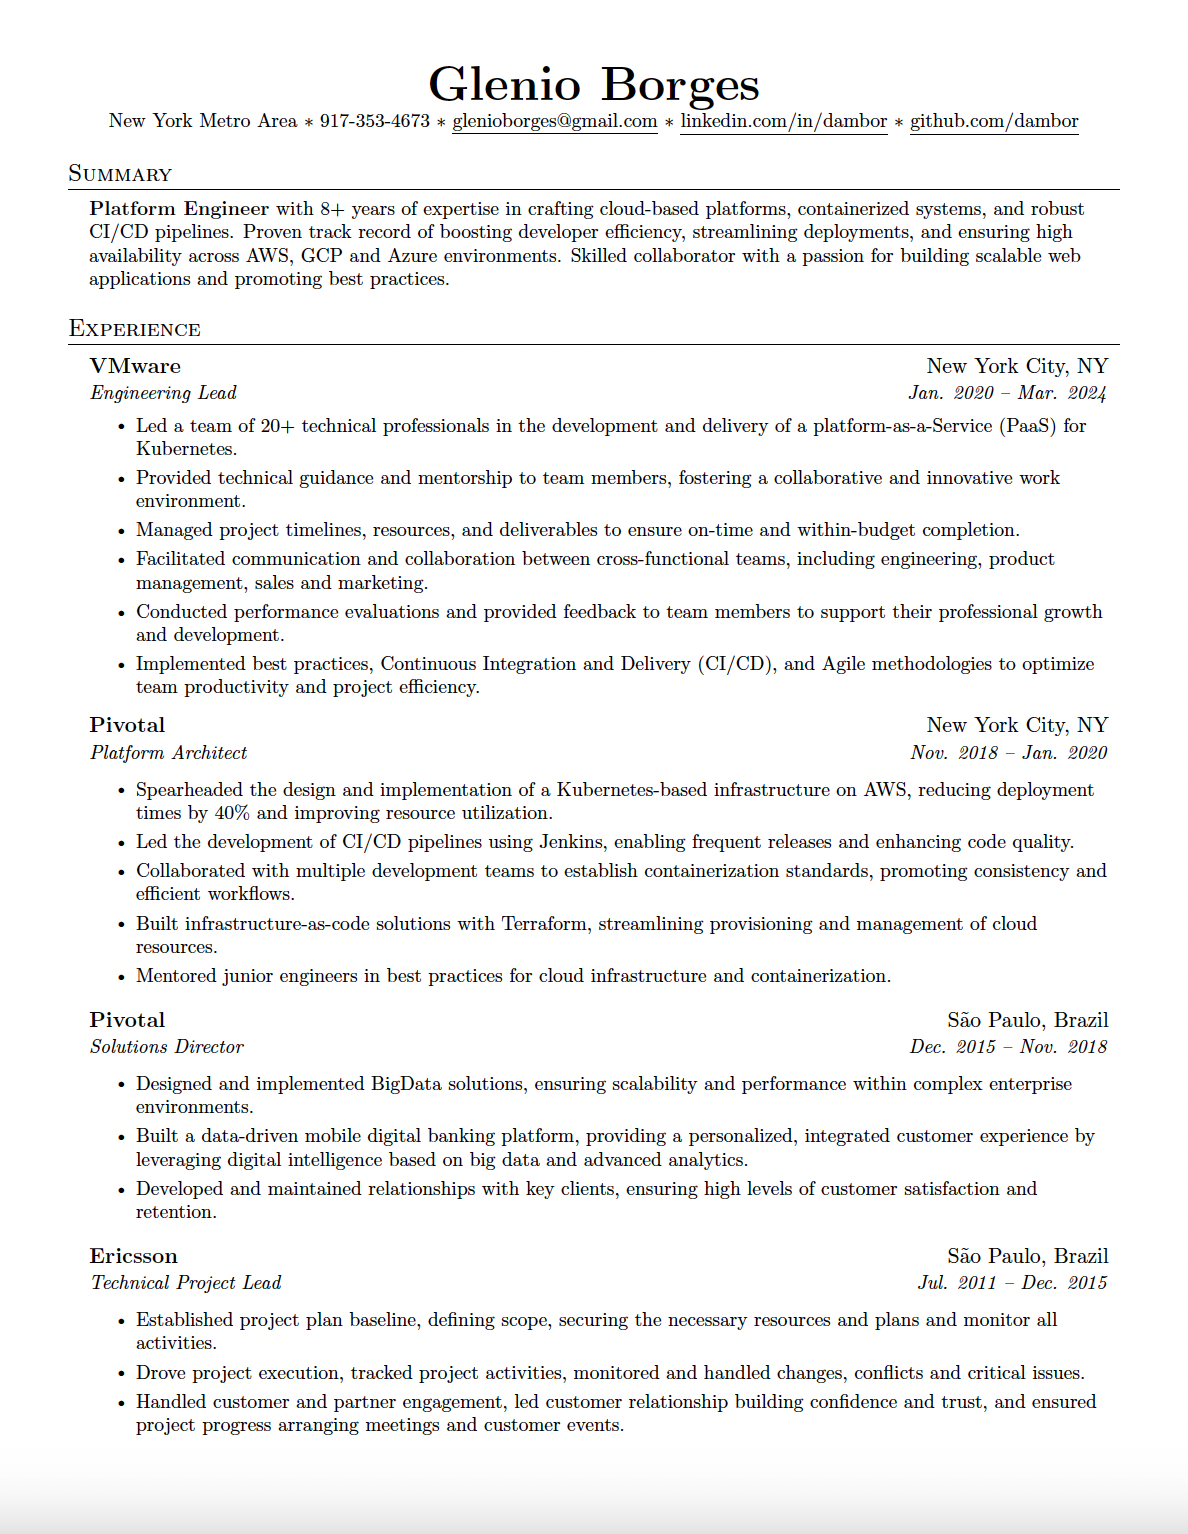 Glenio Borges
New York Metro Area ∗ 917-353-4673 ∗ glenioborges@gmail.com ∗ linkedin.com/in/dambor ∗ github.com/dambor
Summary
Platform Engineer with 8+ years of expertise in crafting cloud-based platforms, containerized systems, and robust
CI/CD pipelines. Proven track record of boosting developer efficiency, streamlining deployments, and ensuring high
availability across AWS, GCP and Azure environments. Skilled collaborator with a passion for building scalable web
applications and promoting best practices.
Experience
VMware New York City, NY
Engineering Lead Jan. 2020 – Mar. 2024
• Led a team of 20+ technical professionals in the development and delivery of a platform-as-a-Service (PaaS) for
Kubernetes.
• Provided technical guidance and mentorship to team members, fostering a collaborative and innovative work
environment.
• Managed project timelines, resources, and deliverables to ensure on-time and within-budget completion.
• Facilitated communication and collaboration between cross-functional teams, including engineering, product
management, sales and marketing.
• Conducted performance evaluations and provided feedback to team members to support their professional growth
and development.
• Implemented best practices, Continuous Integration and Delivery (CI/CD), and Agile methodologies to optimize
team productivity and project efficiency.
Pivotal New York City, NY
Platform Architect Nov. 2018 – Jan. 2020
• Spearheaded the design and implementation of a Kubernetes-based infrastructure on AWS, reducing deployment
times by 40% and improving resource utilization.
• Led the development of CI/CD pipelines using Jenkins, enabling frequent releases and enhancing code quality.
• Collaborated with multiple development teams to establish containerization standards, promoting consistency and
efficient workflows.
• Built infrastructure-as-code solutions with Terraform, streamlining provisioning and management of cloud
resources.
• Mentored junior engineers in best practices for cloud infrastructure and containerization.
Pivotal São Paulo, Brazil
Solutions Director Dec. 2015 – Nov. 2018
• Designed and implemented BigData solutions, ensuring scalability and performance within complex enterprise
environments.
• Built a data-driven mobile digital banking platform, providing a personalized, integrated customer experience by
leveraging digital intelligence based on big data and advanced analytics.
• Developed and maintained relationships with key clients, ensuring high levels of customer satisfaction and
retention.
Ericsson São Paulo, Brazil
Technical Project Lead Jul. 2011 – Dec. 2015
• Established project plan baseline, defining scope, securing the necessary resources and plans and monitor all
activities.
• Drove project execution, tracked project activities, monitored and handled changes, conflicts and critical issues.
• Handled customer and partner engagement, led customer relationship building confidence and trust, and ensured
project progress arranging meetings and customer events.